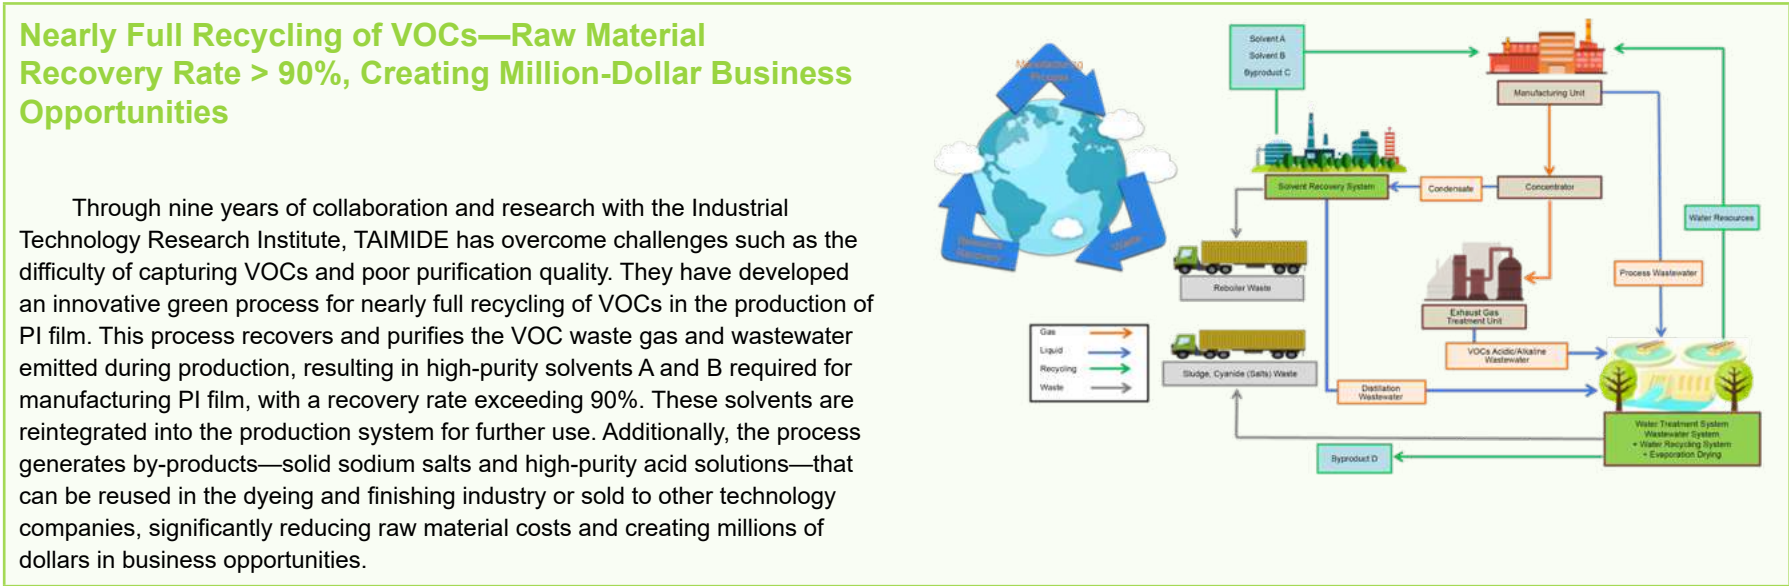 Nearly Full Recycling of VOCs—Raw Material
Recovery Rate > 90%, Creating Million-Dollar Business
Opportunities
Through nine years of collaboration and research with the Industrial
Technology Research Institute, TAIMIDE has overcome challenges such as the
difficulty of capturing VOCs and poor purification quality. They have developed
an innovative green process for nearly full recycling of VOCs in the production of
PI film. This process recovers and purifies the VOC waste gas and wastewater
emitted during production, resulting in high-purity solvents A and B required for
manufacturing PI film, with a recovery rate exceeding 90%. These solvents are
reintegrated into the production system for further use. Additionally, the process
generates by-products—solid sodium salts and high-purity acid solutions—that
can be reused in the dyeing and finishing industry or sold to other technology
companies, significantly reducing raw material costs and creating millions of
dollars in business opportunities.
Manufacturing
Process
Resource
Recovery
Waste
Solvent A
Solvent B
Byproduct C
Manufacturing Unit
Solvent Recovery System
Condensate
Concentrator
Water Resources
Reboiler Waste
Process Wastewater
Exhaust Gas
Treatment Unit
Gas
Liquid
Recycling
Waste
VOCs Acidic/Alkaline
Wastewater
Sludge, Cyanide (Salts) Waste
Distillation
Wastewater
Water Treatment System
Wastewater System
+ Water Recycling System
+ Evaporation Drying
Byproduct D